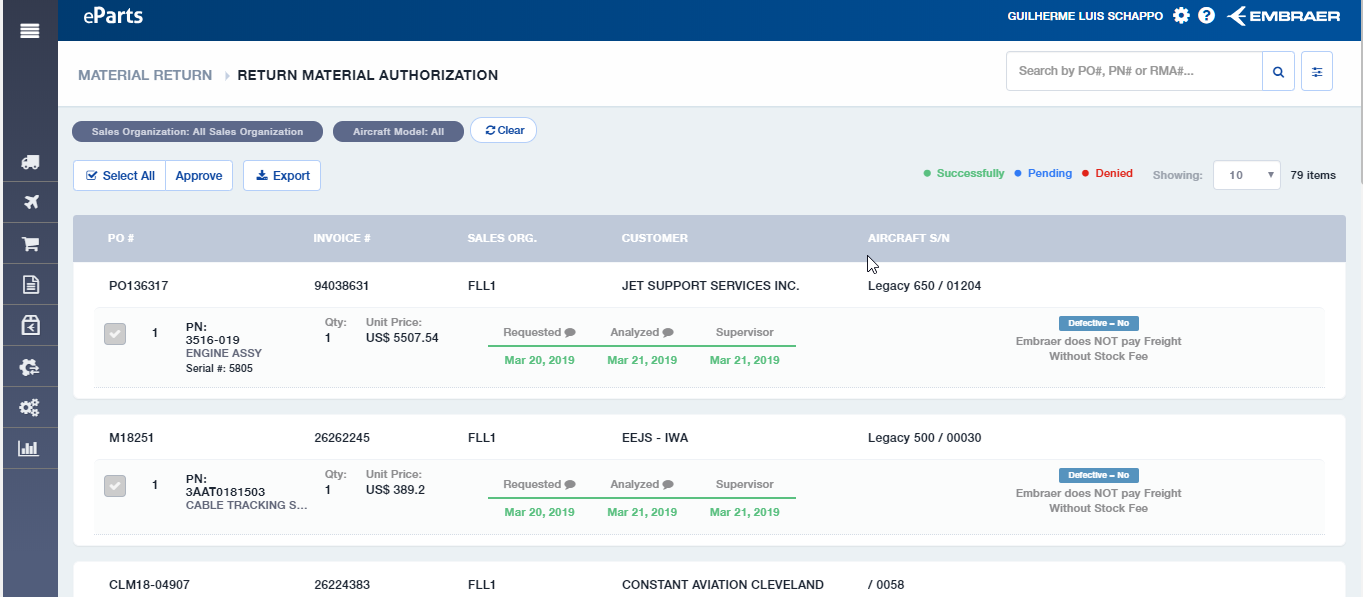 eParts
GUILHERME LUIS SCHAPPO
EMBRAER
MATERIAL RETURN RETURN MATERIAL AUTHORIZATION
Search by PO#, PN# or RMA#...
Sales Organization: All Sales Organization
Aircraft Model: All
Clear
Select All
Approve
Export
Successfully
Pending
Denied
Showing:
10
79 items
PO # INVOICE # SALES ORG. CUSTOMER AIRCRAFT S/N
PO136317 94038631 FLL1 JET SUPPORT SERVICES INC. Legacy 650 / 01204
1
PN:
3516-019
ENGINE ASSY
Serial #: 5805
Qty:
1
Unit Price:
US$ 5507.54
Requested Analyzed Supervisor
Mar 20, 2019 Mar 21, 2019 Mar 21, 2019
Defective – No
Embraer does NOT pay Freight
Without Stock Fee
M18251 26262245 FLL1 EEJS - IWA Legacy 500 / 00030
1
PN:
3AAT0181503
CABLE TRACKING S...
Qty:
1
Unit Price:
US$ 389.2
Requested Analyzed Supervisor
Mar 20, 2019 Mar 21, 2019 Mar 21, 2019
Defective – No
Embraer does NOT pay Freight
Without Stock Fee
CLM18-04907 26224383 FLL1 CONSTANT AVIATION CLEVELAND / 0058